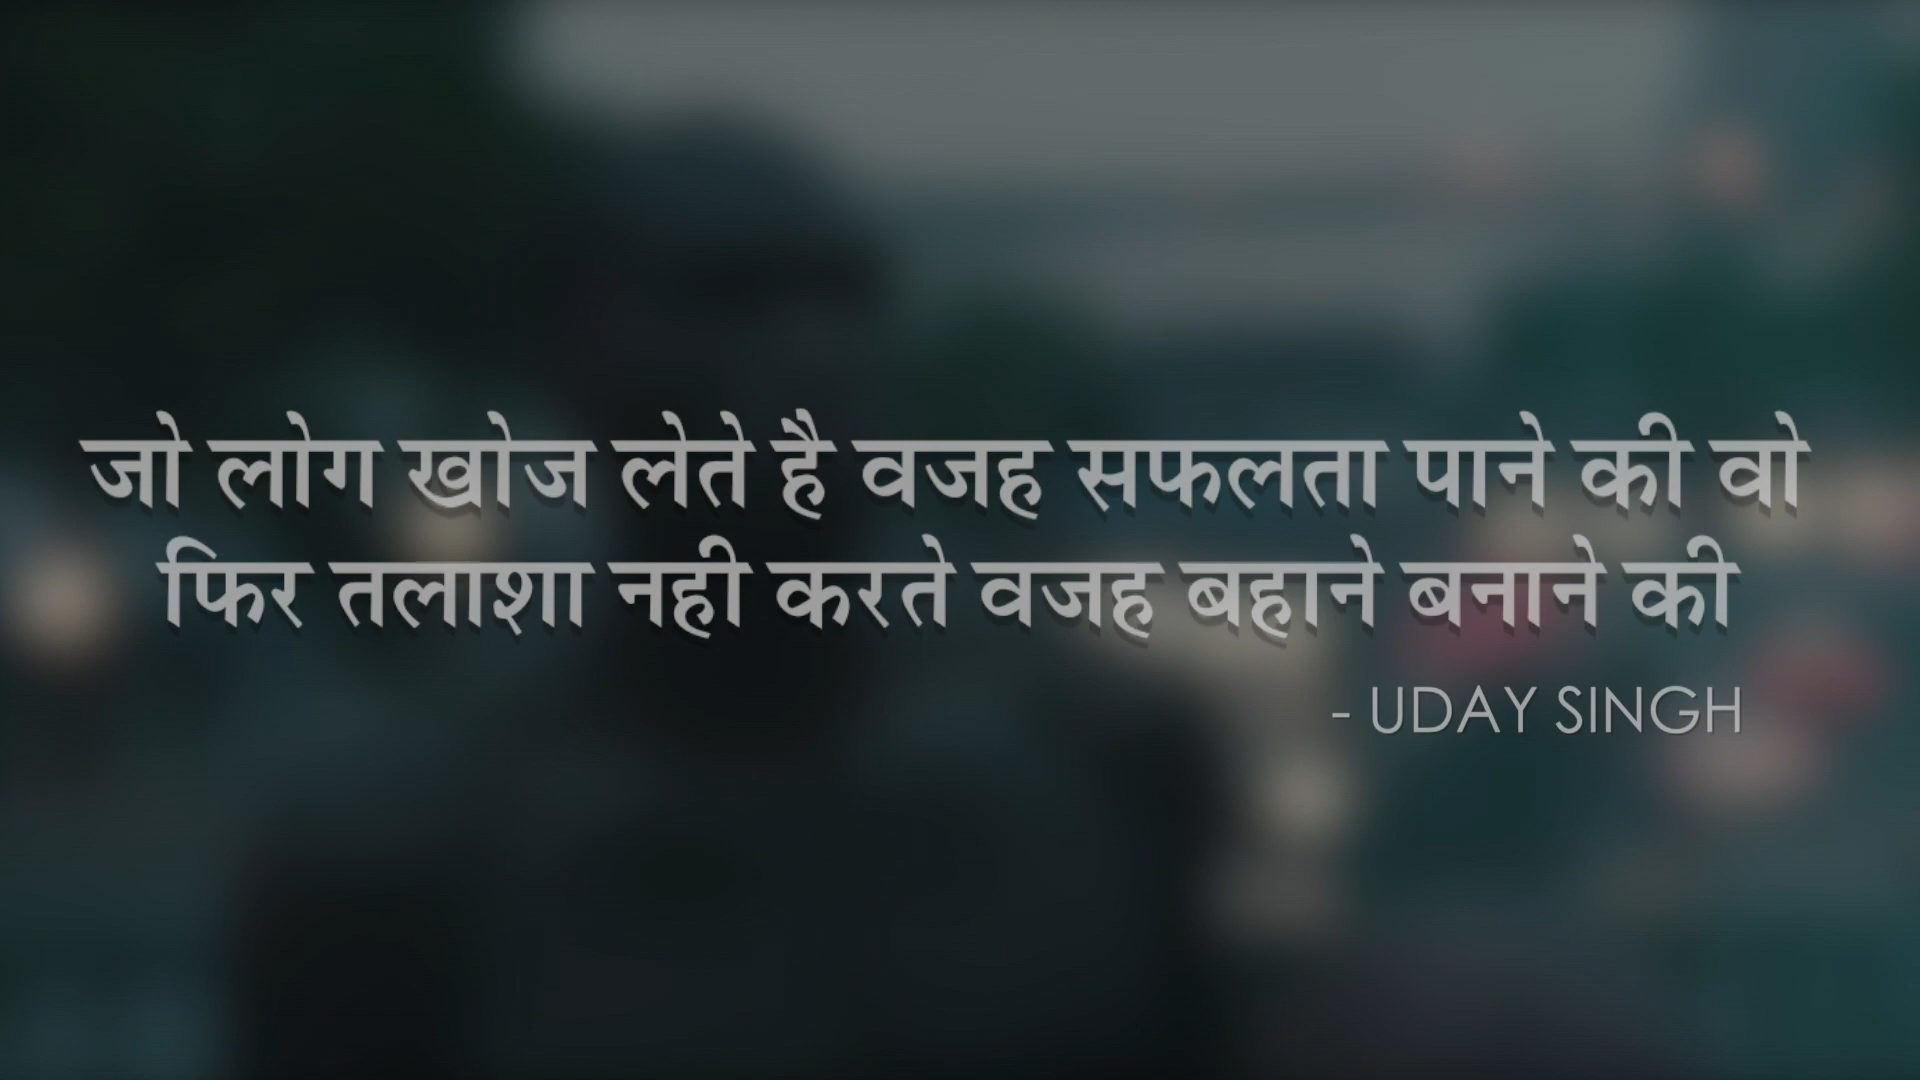 जो लोग खोज लेते है वजह सफलता पाने की वो
फिर तलाशा नही करते वजह बहाने बनाने की
- UDAY SINGH